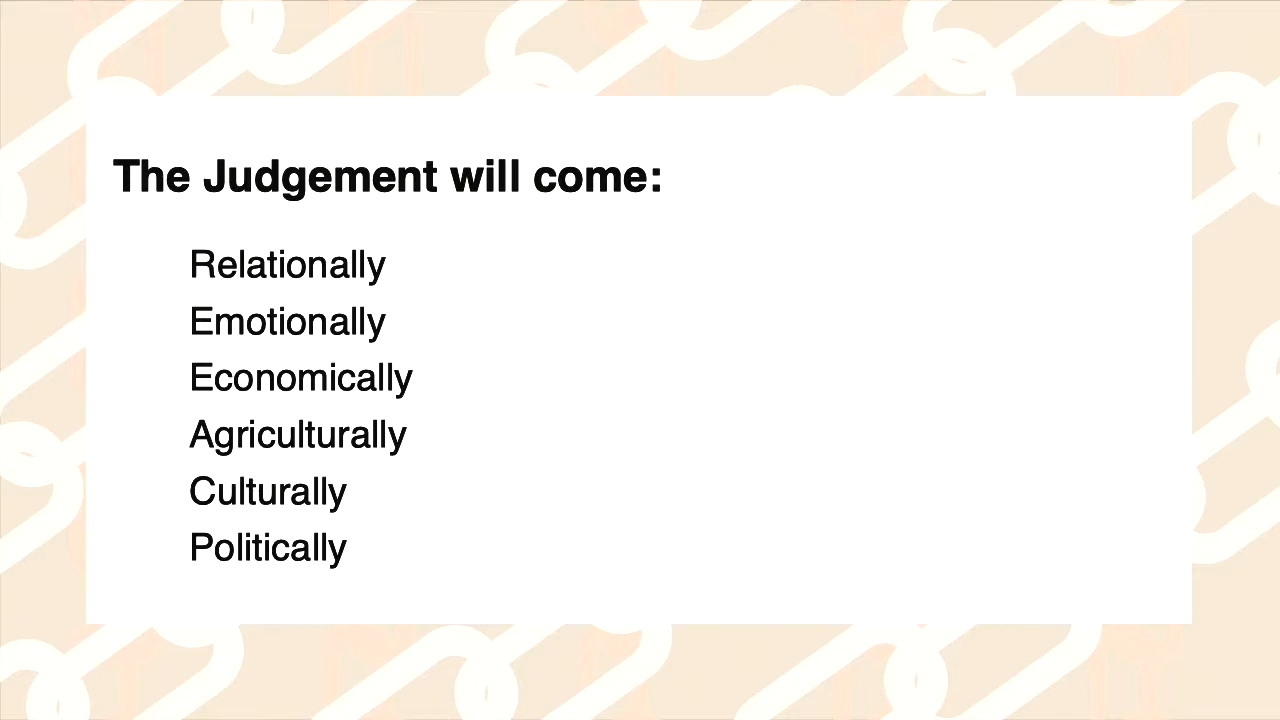 The Judgement will come:
Relationally
Emotionally
Economically
Agriculturally
Culturally
Politically